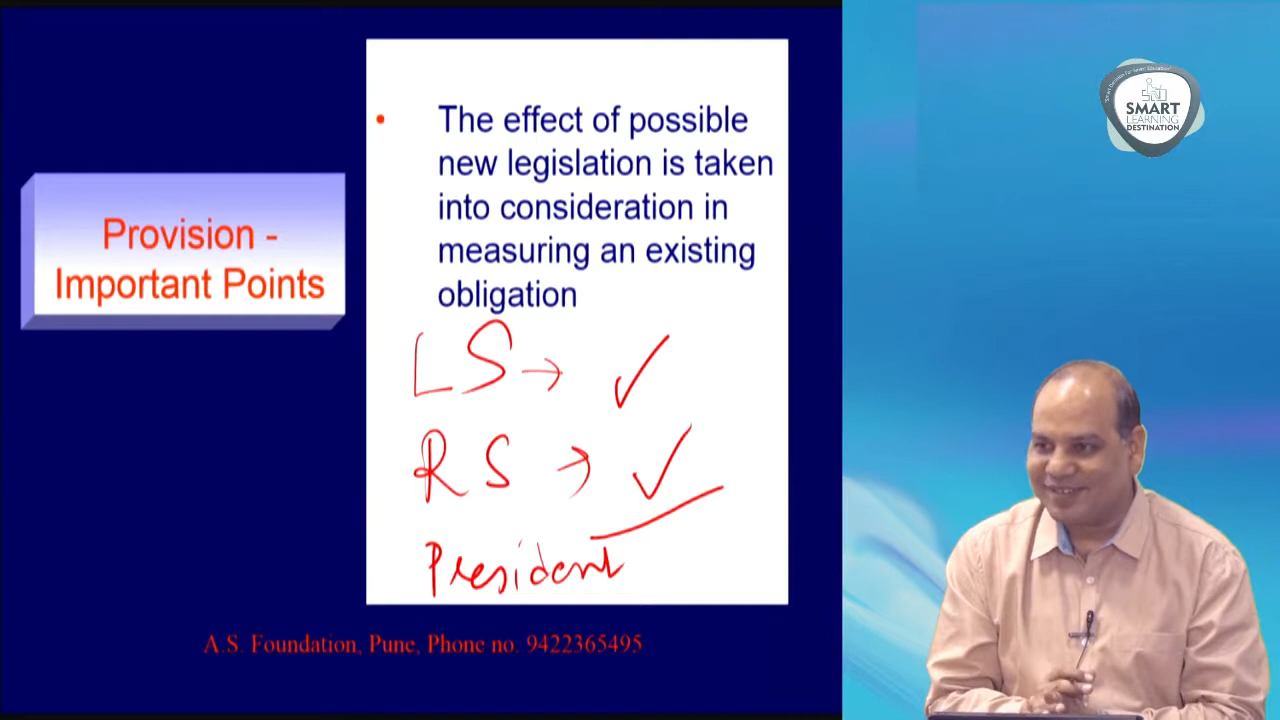 Provision -
Important Points
• The effect of possible
new legislation is taken
into consideration in
measuring an existing
obligation
LS → ✓
RS → ✓
President
A.S. Foundation, Pune, Phone no. 9422365495
SMART
LEARNING
DESTINATION